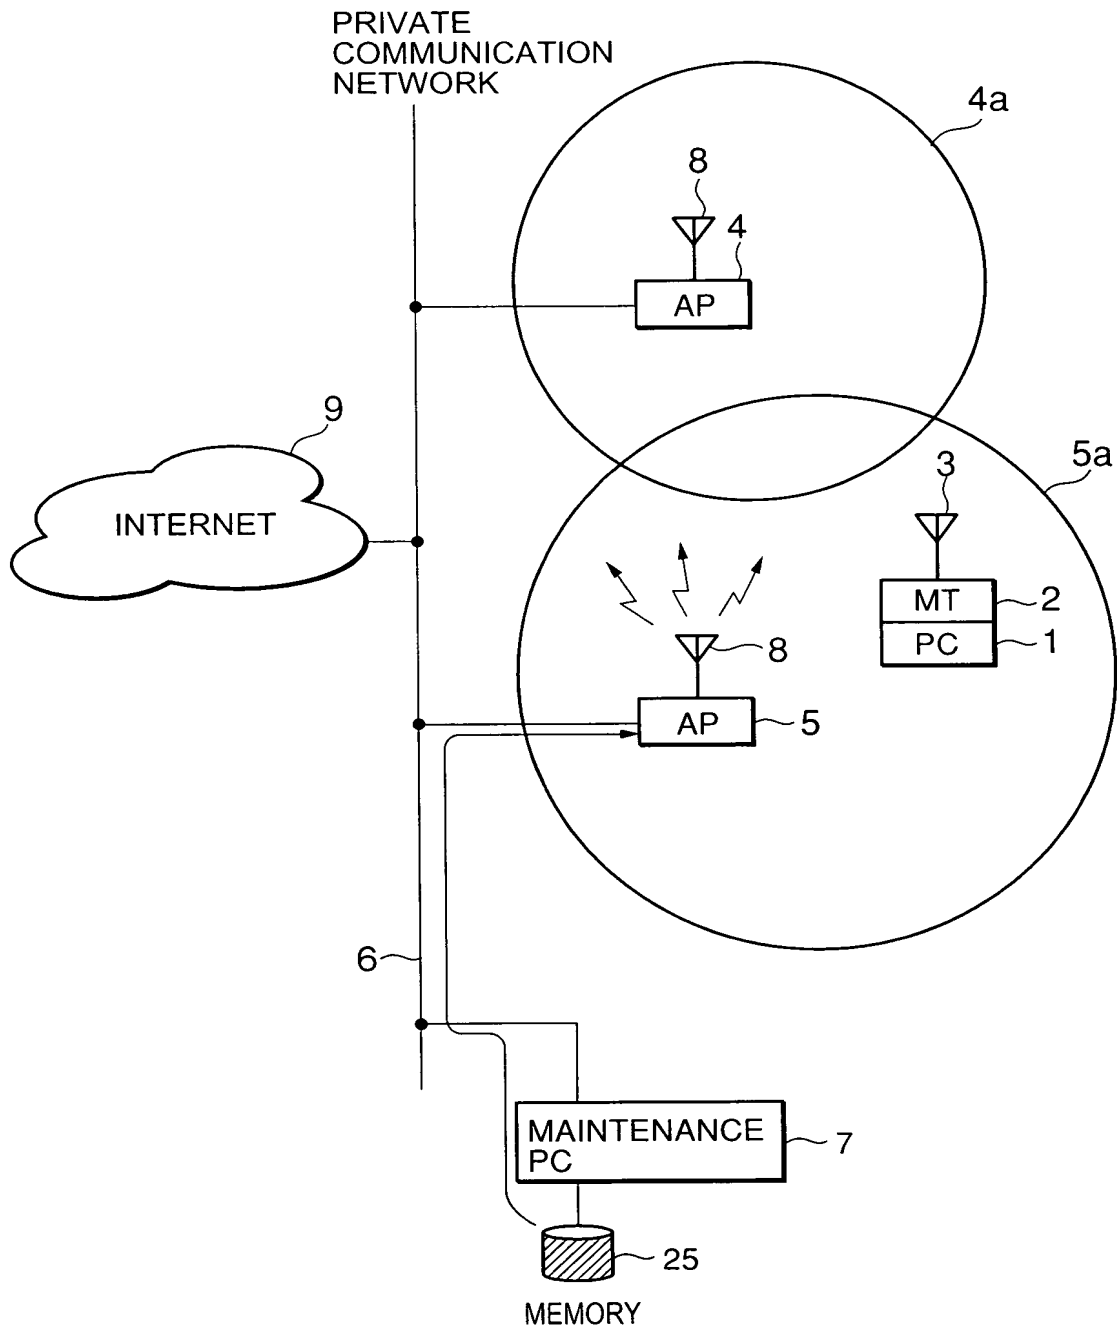 PRIVATE
COMMUNICATION
NETWORK
4a
8
4
AP
9
INTERNET
3
5a
MT
2
PC
1
8
AP
5
6
MAINTENANCE
PC
7
25
MEMORY